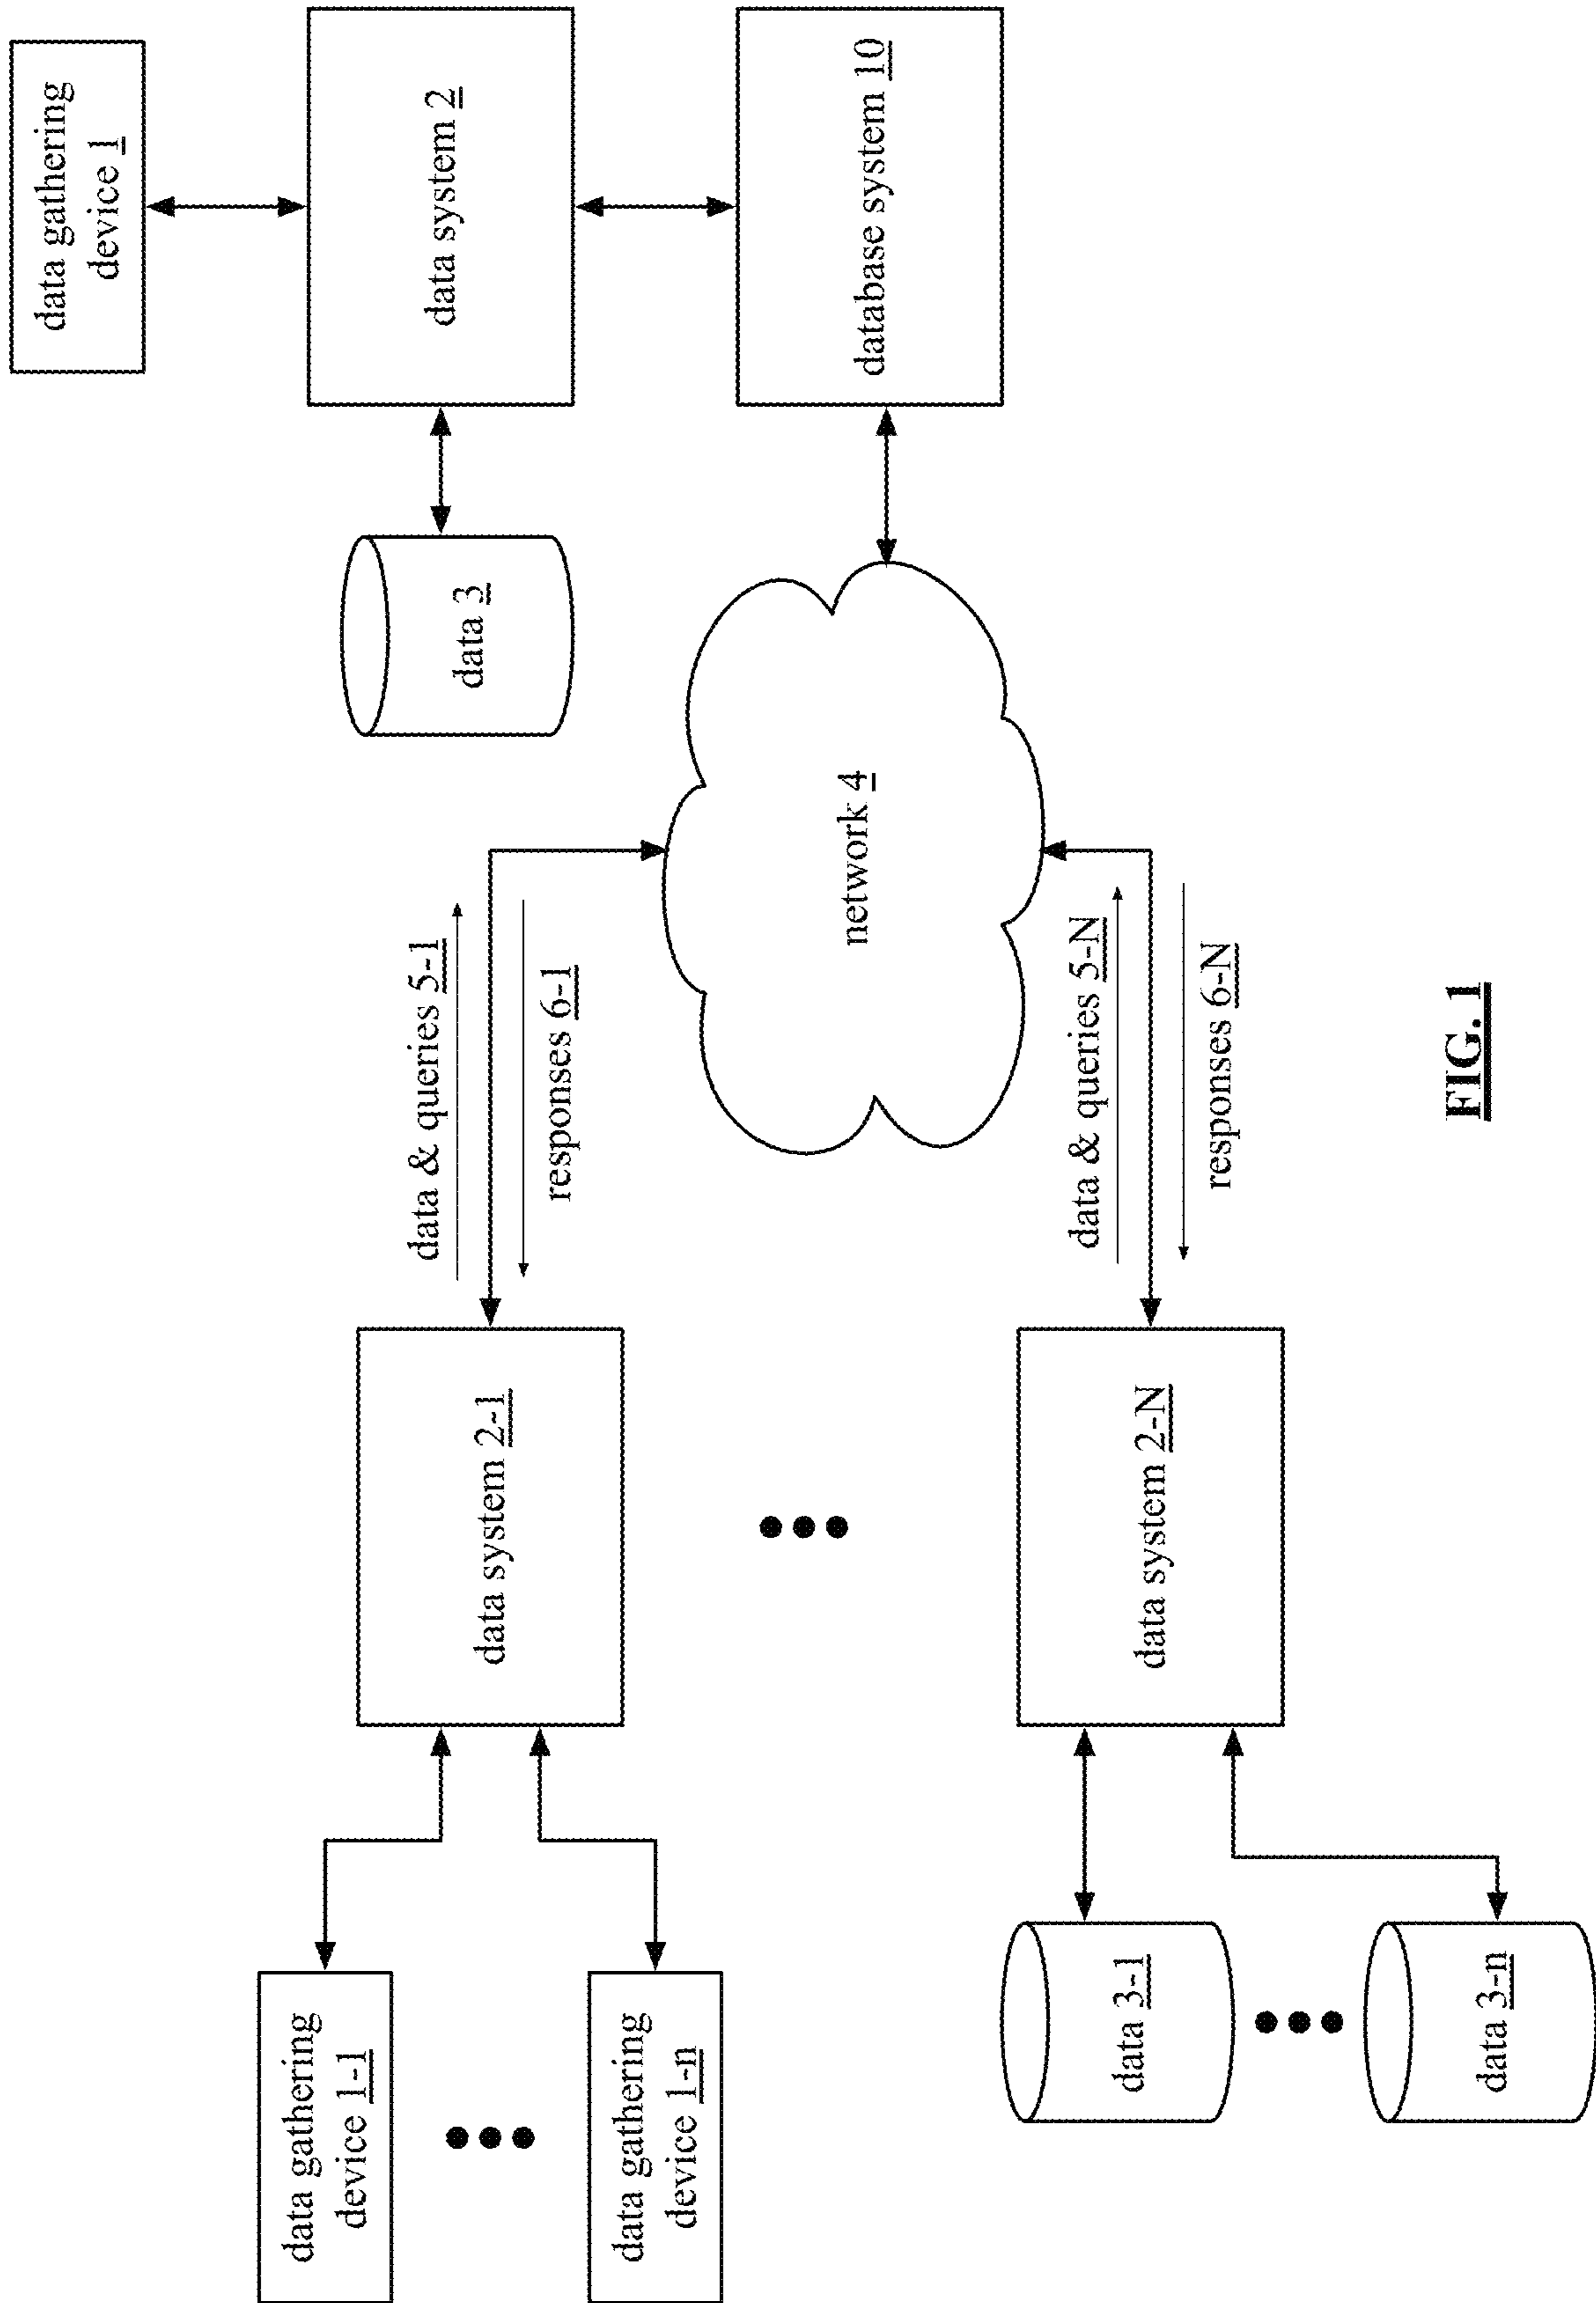 data gathering
device 1-1
data gathering
device 1-n
data 3-1
data 3-n
data system 2-1
data system 2-N
data & queries 5-1
responses 6-1
data & queries 5-N
responses 6-N
network 4
data 3
data gathering
device 1
data system 2
database system 10
FIG. 1